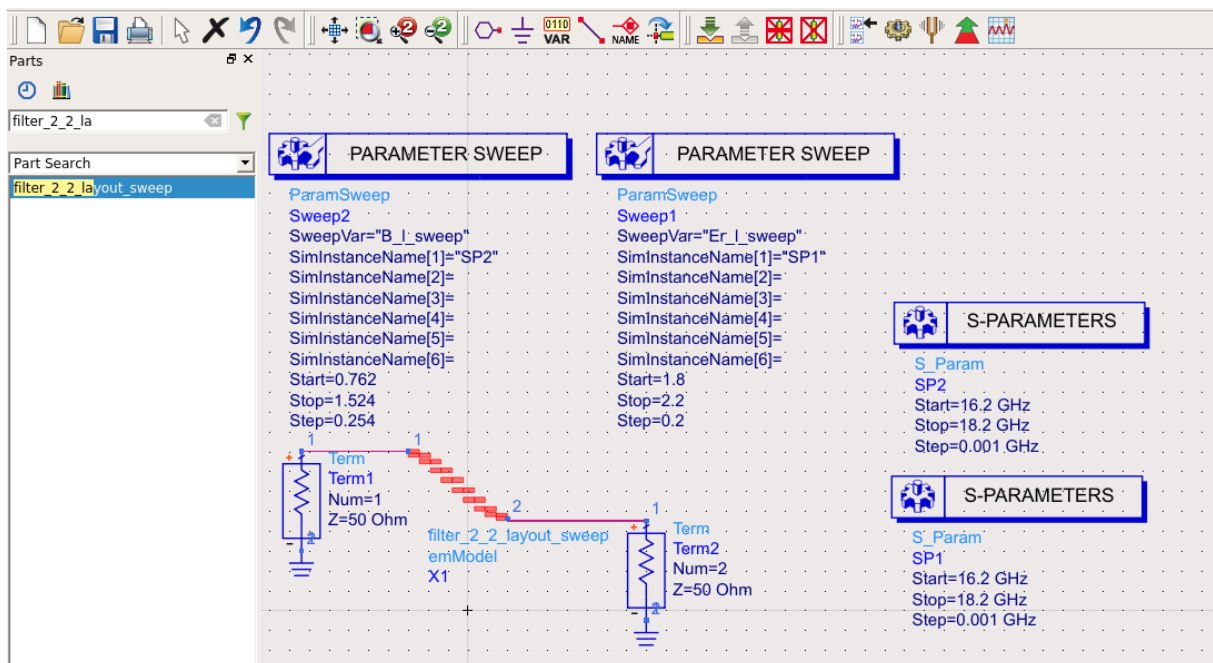 0110
VAR
NAME
Parts
filter_2_2_la
Part Search
filter_2_2_layout_sweep
PARAMETER SWEEP
ParamSweep
Sweep2
SweepVar="B_l_sweep"
SimInstanceName[1]="SP2"
SimInstanceName[2]=
SimInstanceName[3]=
SimInstanceName[4]=
SimInstanceName[5]=
SimInstanceName[6]=
Start=0.762
Stop=1.524
Step=0.254
PARAMETER SWEEP
ParamSweep
Sweep1
SweepVar="Er_l_sweep"
SimInstanceName[1]="SP1"
SimInstanceName[2]=
SimInstanceName[3]=
SimInstanceName[4]=
SimInstanceName[5]=
SimInstanceName[6]=
Start=1.8
Stop=2.2
Step=0.2
S-PARAMETERS
S_Param
SP2
Start=16.2 GHz
Stop=18.2 GHz
Step=0.001 GHz
S-PARAMETERS
S_Param
SP1
Start=16.2 GHz
Stop=18.2 GHz
Step=0.001 GHz
1
+
Term
Term1
Num=1
Z=50 Ohm
-
1
2
filter_2_2_layout_sweep
emModel
X1
1
+
Term
Term2
Num=2
Z=50 Ohm
-